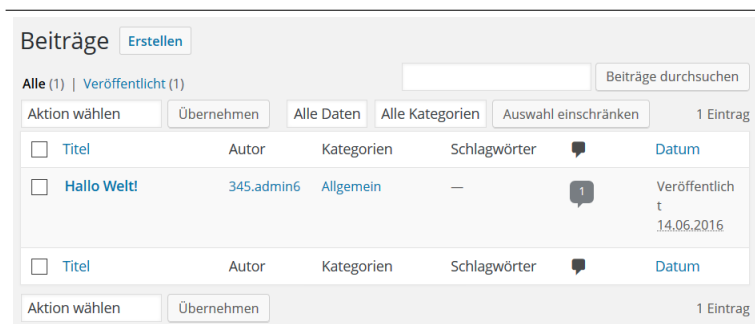 Beiträge Erstellen
Alle (1) | Veröffentlicht (1) Beiträge durchsuchen
Aktion wählen Übernehmen Alle Daten Alle Kategorien Auswahl einschränken 1 Eintrag
Titel Autor Kategorien Schlagwörter Datum
Hallo Welt! 345.admin6 Allgemein — 1 Veröffentlich
t
14.06.2016
Titel Autor Kategorien Schlagwörter Datum
Aktion wählen Übernehmen 1 Eintrag